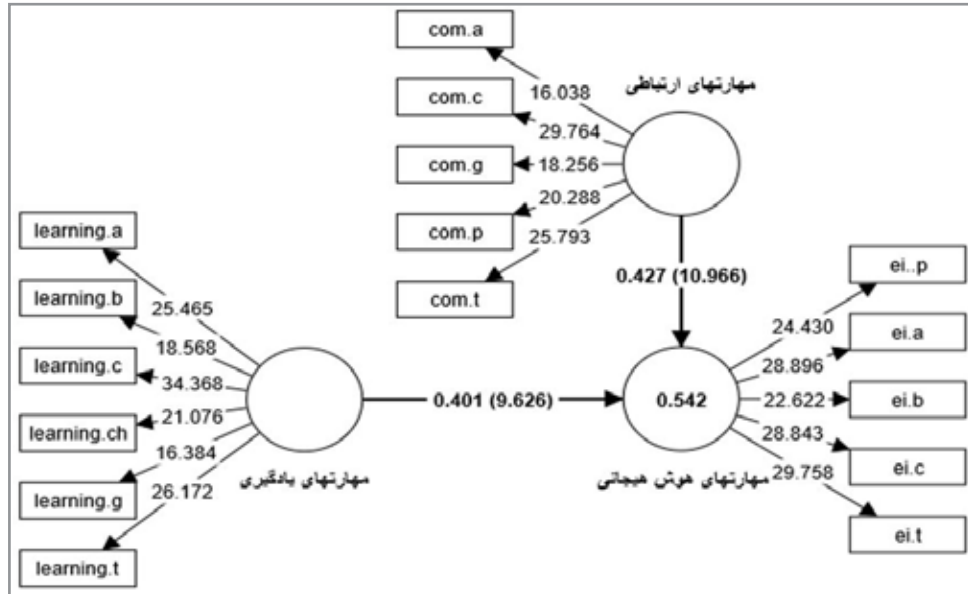 com.a
com.c
com.g
com.p
com.t
16.038
29.764
18.256
20.288
25.793
مهارتهای ارتباطی
0.427 (10.966)
learning.a
learning.b
learning.c
learning.ch
learning.g
learning.t
25.465
18.568
34.368
21.076
16.384
26.172
مهارتهای یادگیری
0.401 (9.626)
0.542
مهارتهای هوش هیجانی
24.430
28.896
22.622
28.843
29.758
ei..p
ei.a
ei.b
ei.c
ei.t